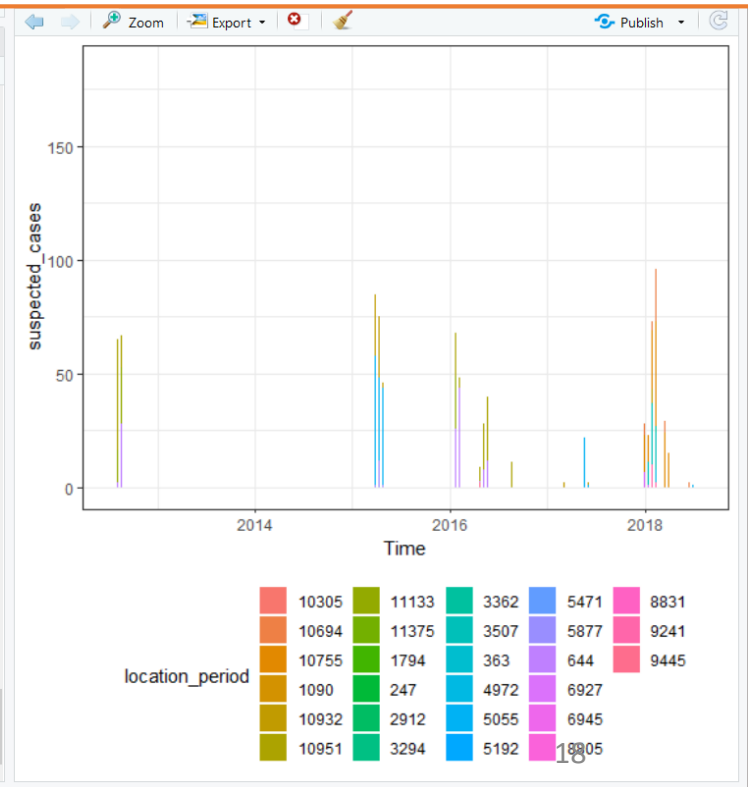 Zoom Export Publish
150
100
50
0
suspected_cases
2014 2016 2018
Time
location_period
10305 11133 3362 5471 8831
10694 11375 3507 5877 9241
10755 1794 363 644 9445
1090 247 4972 6927
10932 2912 5055 6945
10951 3294 5192
18